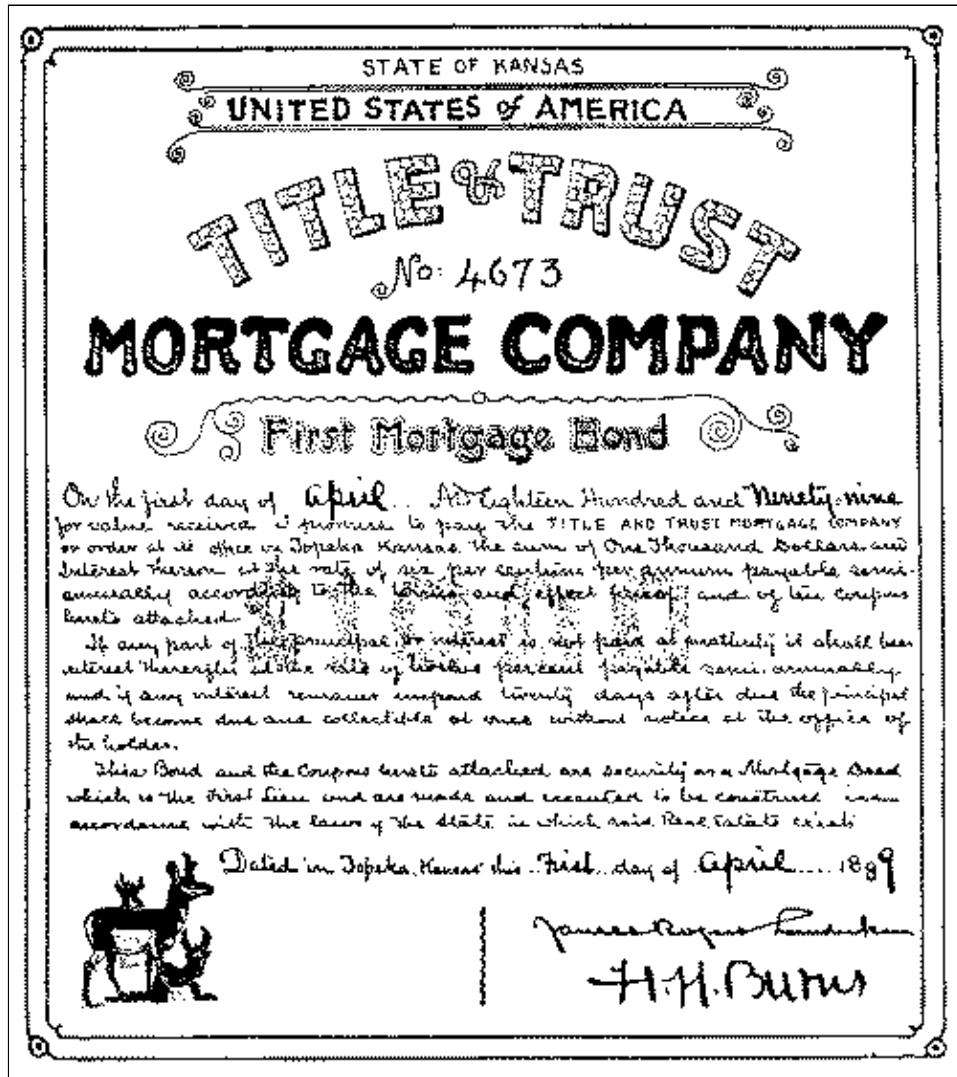 STATE OF KANSAS
UNITED STATES of AMERICA
TITLE & TRUST
No: 4673
MORTGAGE COMPANY
First Mortgage Bond
On the first day of April... A.D. Eighteen Hundred and Ninety-nine
for value received I promise to pay the TITLE AND TRUST MORTGAGE COMPANY
or order at its office in Topeka Kansas the sum of One Thousand Dollars and
Interest thereon at the rate of six per centum per annum payable semi-
annually according to the and effect hereof and of ten Coupons
hereto attached.
If any part of the principal or interest is not paid at maturity it shall bear
interest thereafter at the rate of twelve percent payable semi-annually
and if any interest remains unpaid twenty days after due the principal
shall become due and collectible at once without notice at the office of
the holder.
This Bond and the Coupons hereto attached are security on a Mortgage
which is the First Lien and are made and executed to be construed in
accordance with the laws of the State in which said Real Estate exists
Dated in Topeka, Kansas this First day of April.... 1889
James Rogers
H.H. Burns